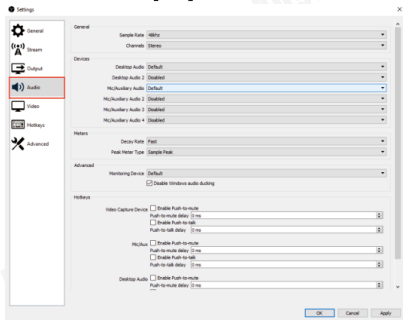 Settings
General
Stream
Output
Audio
Video
Hotkeys
Advanced
General
Sample Rate 48khz
Channels Stereo
Devices
Desktop Audio Default
Desktop Audio 2 Disabled
Mic/Auxiliary Audio Default
Mic/Auxiliary Audio 2 Disabled
Mic/Auxiliary Audio 3 Disabled
Mic/Auxiliary Audio 4 Disabled
Meters
Decay Rate Fast
Peak Meter Type Sample Peak
Advanced
Monitoring Device Default
Disable Windows audio ducking
Hotkeys
Video Capture Device Enable Push-to-mute
Push-to-mute delay 0 ms
Enable Push-to-talk
Push-to-talk delay 0 ms
Mic/Aux Enable Push-to-mute
Push-to-mute delay 0 ms
Enable Push-to-talk
Push-to-talk delay 0 ms
Desktop Audio Enable Push-to-mute
Push-to-mute delay 0 ms
OK Cancel Apply